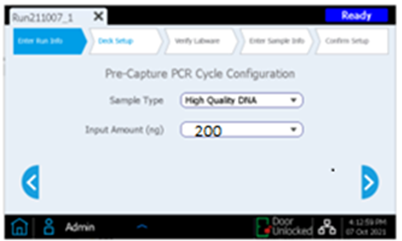 Run211007_1 X Ready
Enter Run Info Deck Setup Verify Labware Enter Sample Info Confirm Setup
Pre-Capture PCR Cycle Configuration
Sample Type High Quality DNA
Input Amount (ng) 200
Admin Door Unlocked 4:12:59 PM 07 Oct 2021